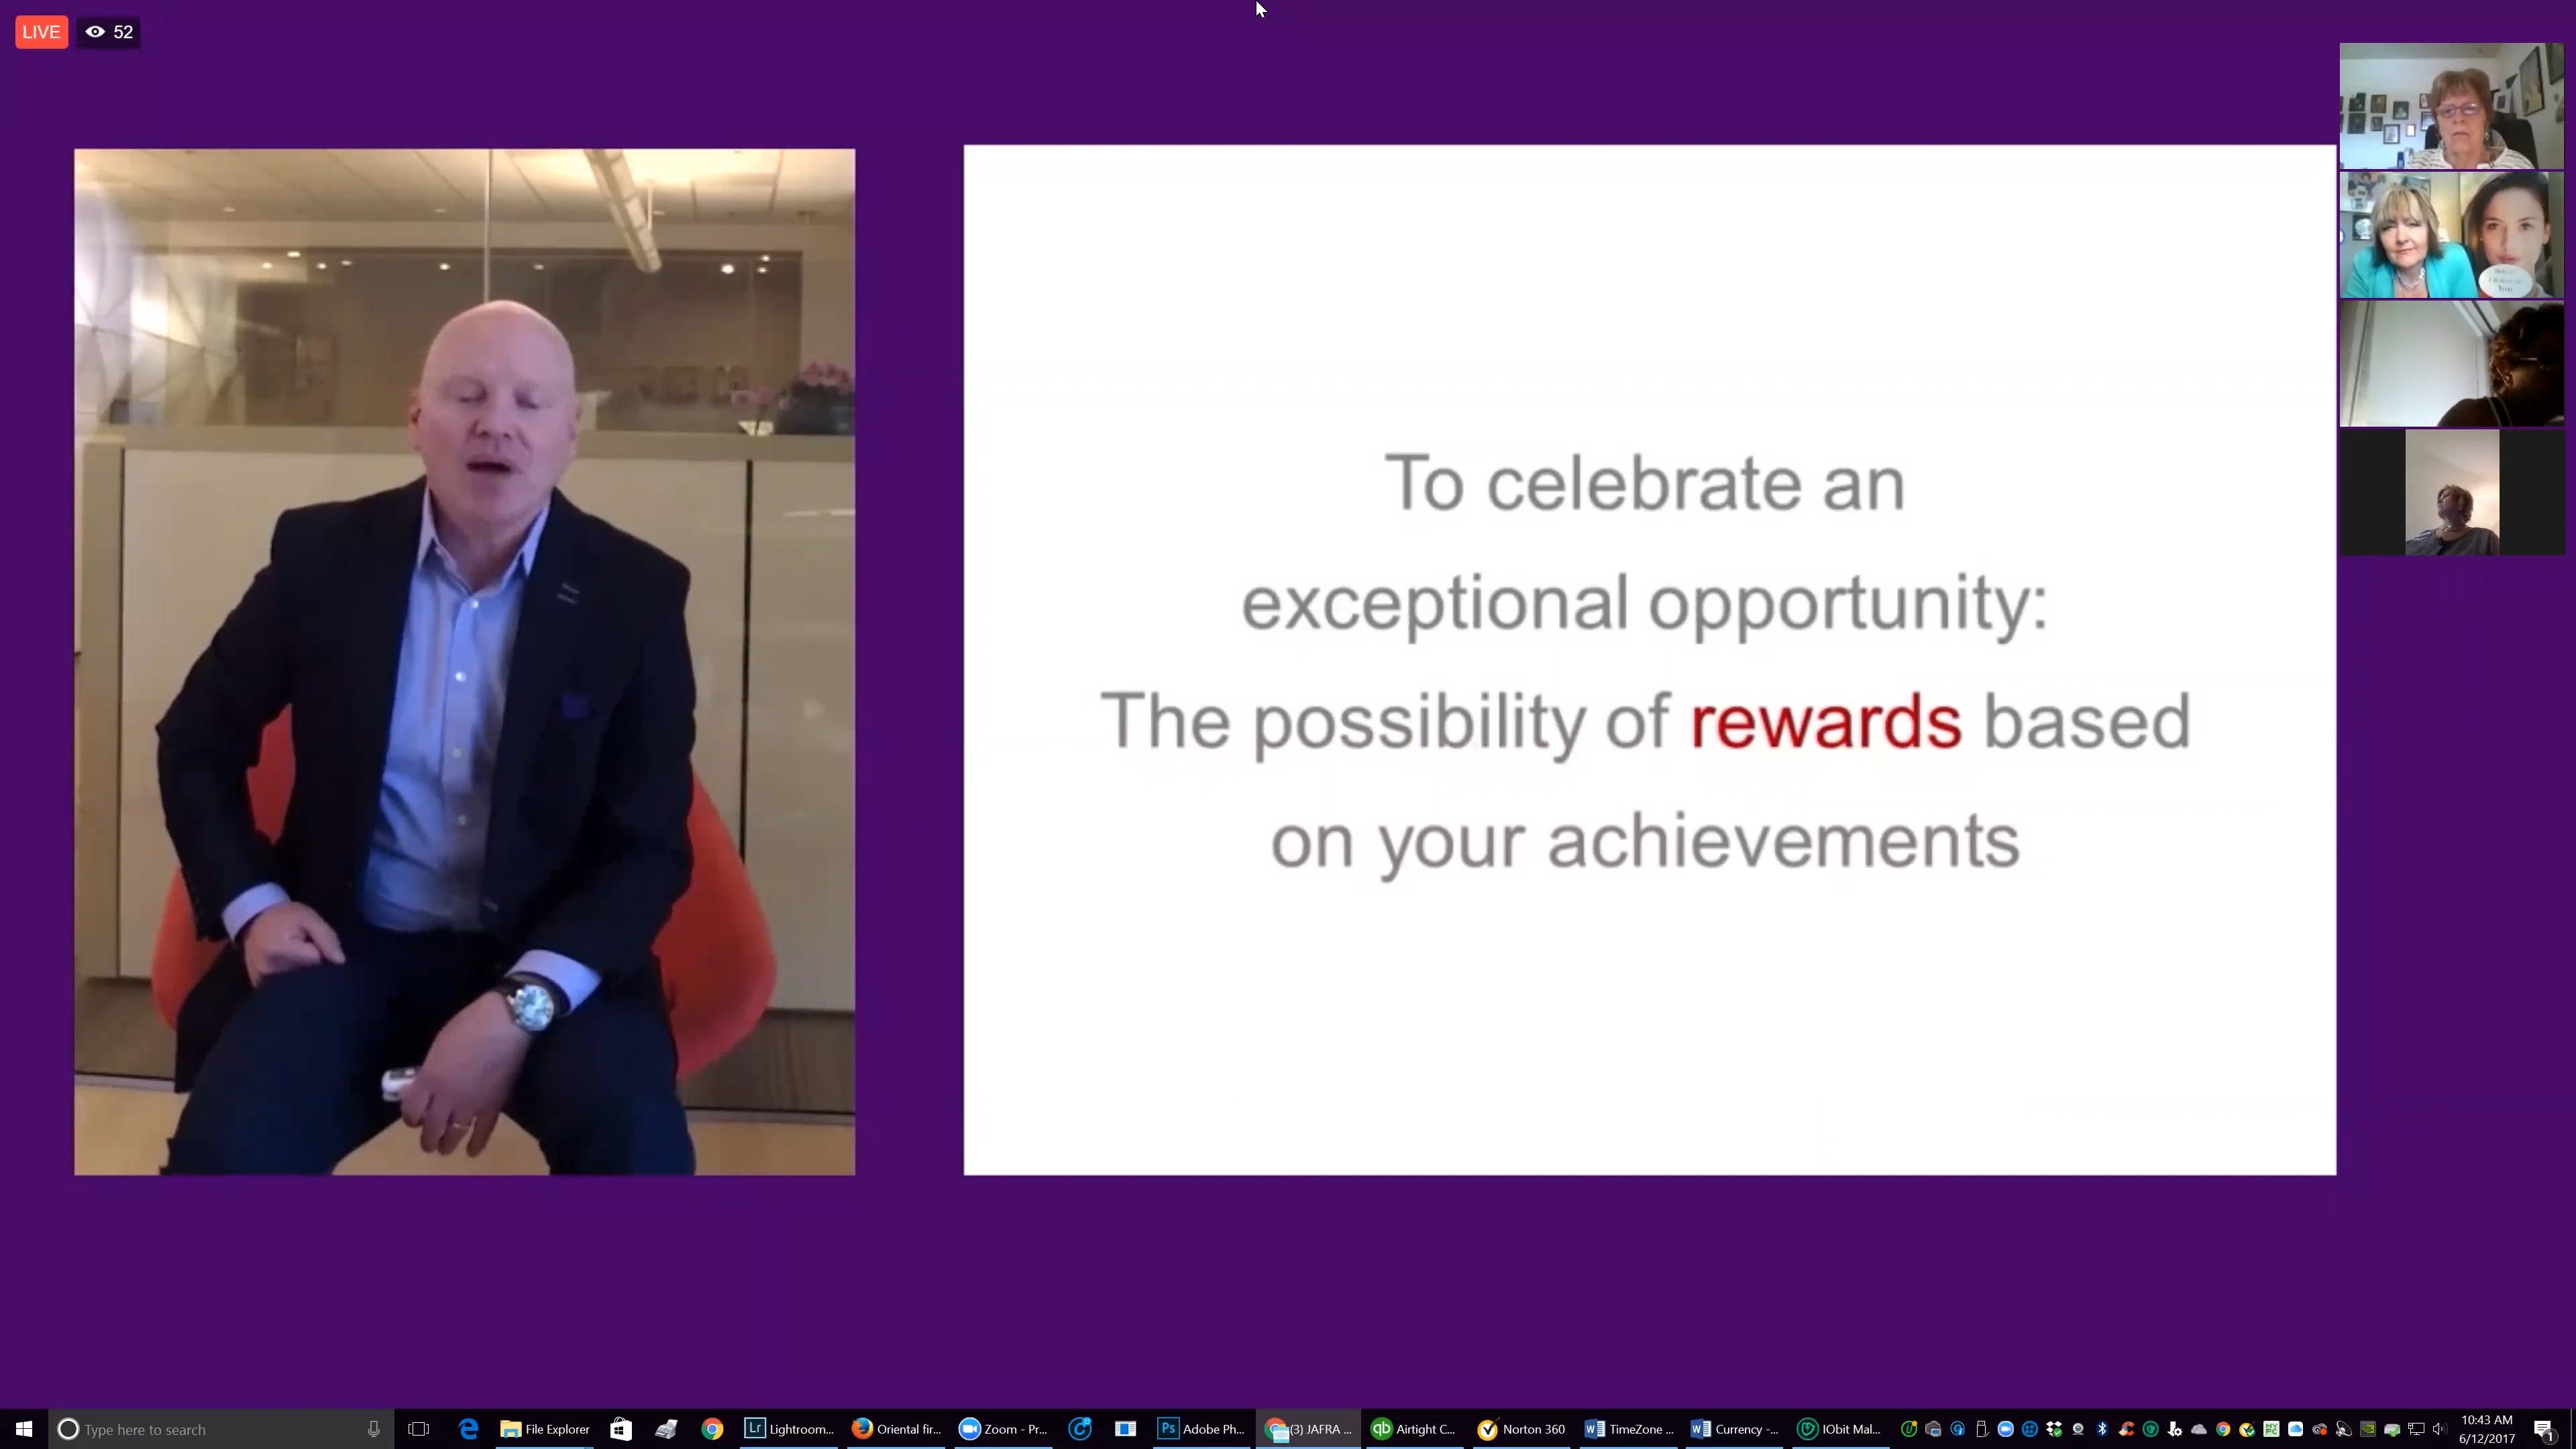 LIVE 52
To celebrate an
exceptional opportunity:
The possibility of rewards based
on your achievements
Type here to search
File Explorer
Lightroom...
Oriental fir...
Zoom - Pr...
Adobe Ph...
(3) JAFRA ...
Airtight C...
Norton 360
TimeZone ...
Currency -...
IObit Mal...
10:43 AM
6/12/2017